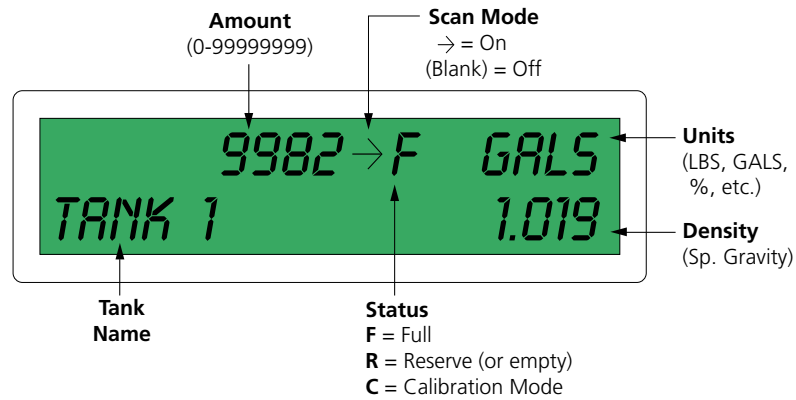 Amount
(0-99999999)
Scan Mode
→ = On
(Blank) = Off
9982 → F GALS
TANK 1 1.019
Units
(LBS, GALS,
%, etc.)
Density
(Sp. Gravity)
Tank
Name
Status
F = Full
R = Reserve (or empty)
C = Calibration Mode